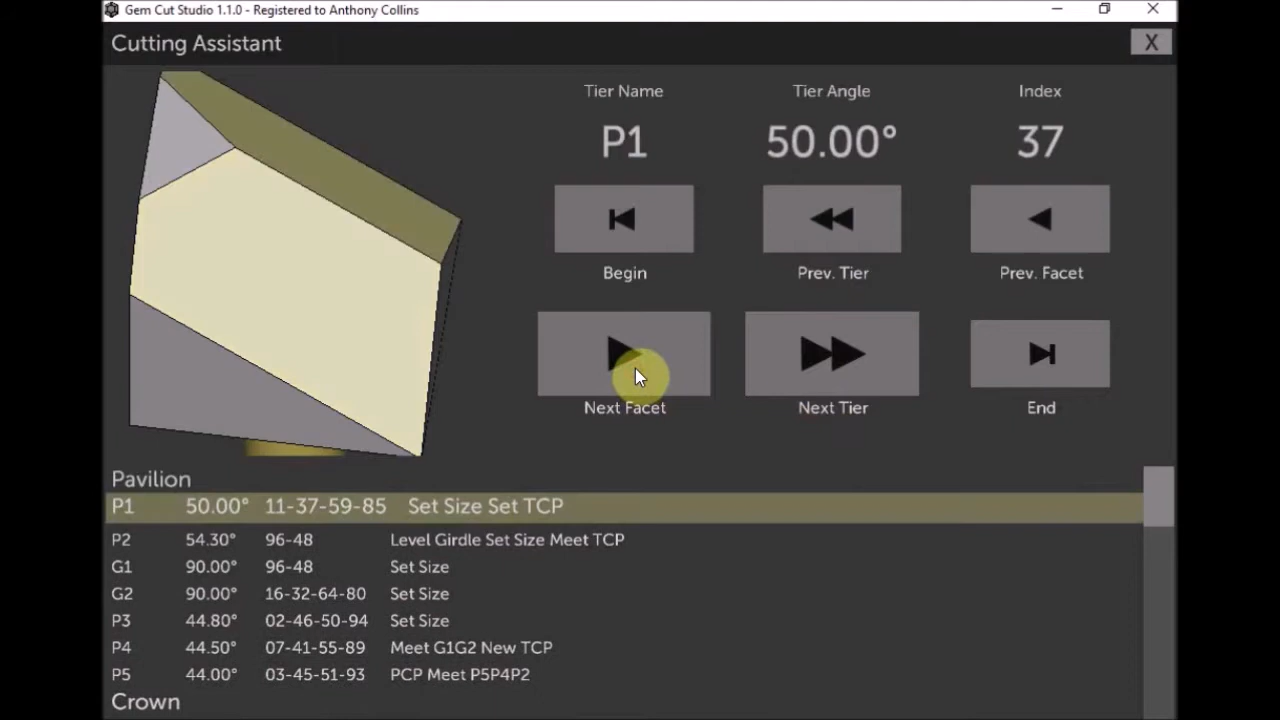 Gem Cut Studio 1.1.0 - Registered to Anthony Collins
Cutting Assistant
X
Tier Name Tier Angle Index
P1 50.00° 37
Begin Prev. Tier Prev. Facet
Next Facet Next Tier End
Pavilion
P1 50.00° 11-37-59-85 Set Size Set TCP
P2 54.30° 96-48 Level Girdle Set Size Meet TCP
G1 90.00° 96-48 Set Size
G2 90.00° 16-32-64-80 Set Size
P3 44.80° 02-46-50-94 Set Size
P4 44.50° 07-41-55-89 Meet G1G2 New TCP
P5 44.00° 03-45-51-93 PCP Meet P5P4P2
Crown